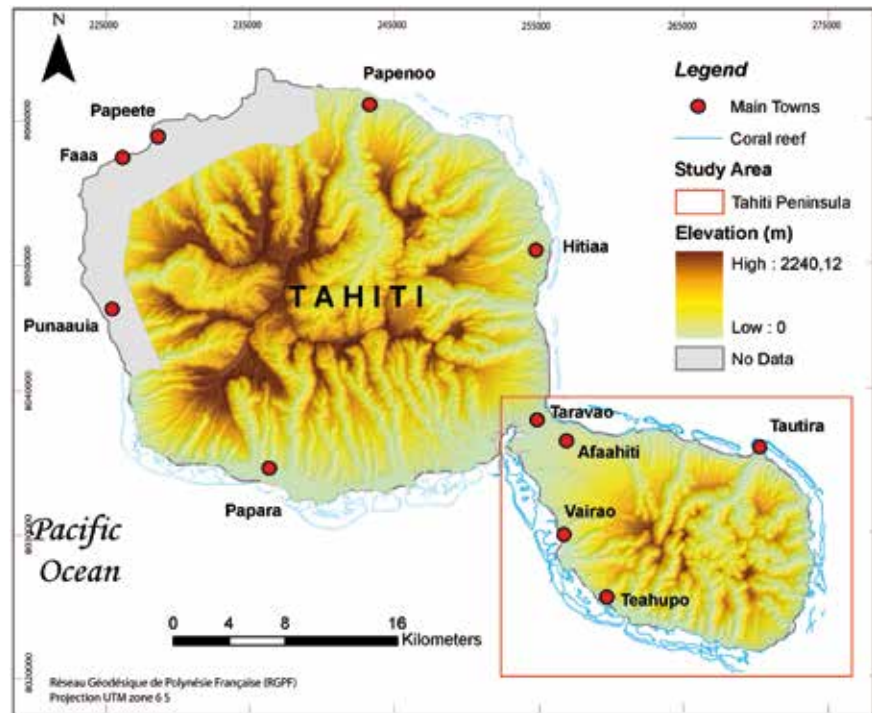 225000
235000
245000
255000
265000
275000
N
Papenoo
Papeete
Faaa
Hitiaa
TAHITI
Punaauia
Papara
Taravao
Tautira
Afaahiti
Vairao
Teahupo
Pacific
Ocean
Legend
Main Towns
Coral reef
Study Area
Tahiti Peninsula
Elevation (m)
High : 2240,12
Low : 0
No Data
0 4 8 16
Kilometers
8040000
8020000
Réseau Géodésique de Polynésie Française (RGPF)
Projection UTM zone 6 S